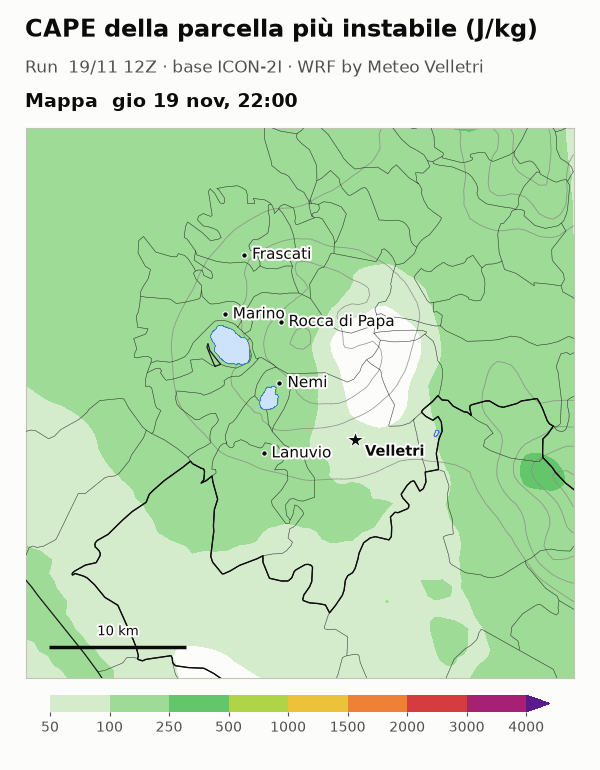 CAPE della parcella più instabile (J/kg)
Run  19/11 12Z · base ICON-2I · WRF by Meteo Velletri
Mappa  gio 19 nov, 22:00
Frascati
Marino
Rocca di Papa
Nemi
Velletri
Lanuvio
10 km
50 100 250 500 1000 1500 2000 3000 4000